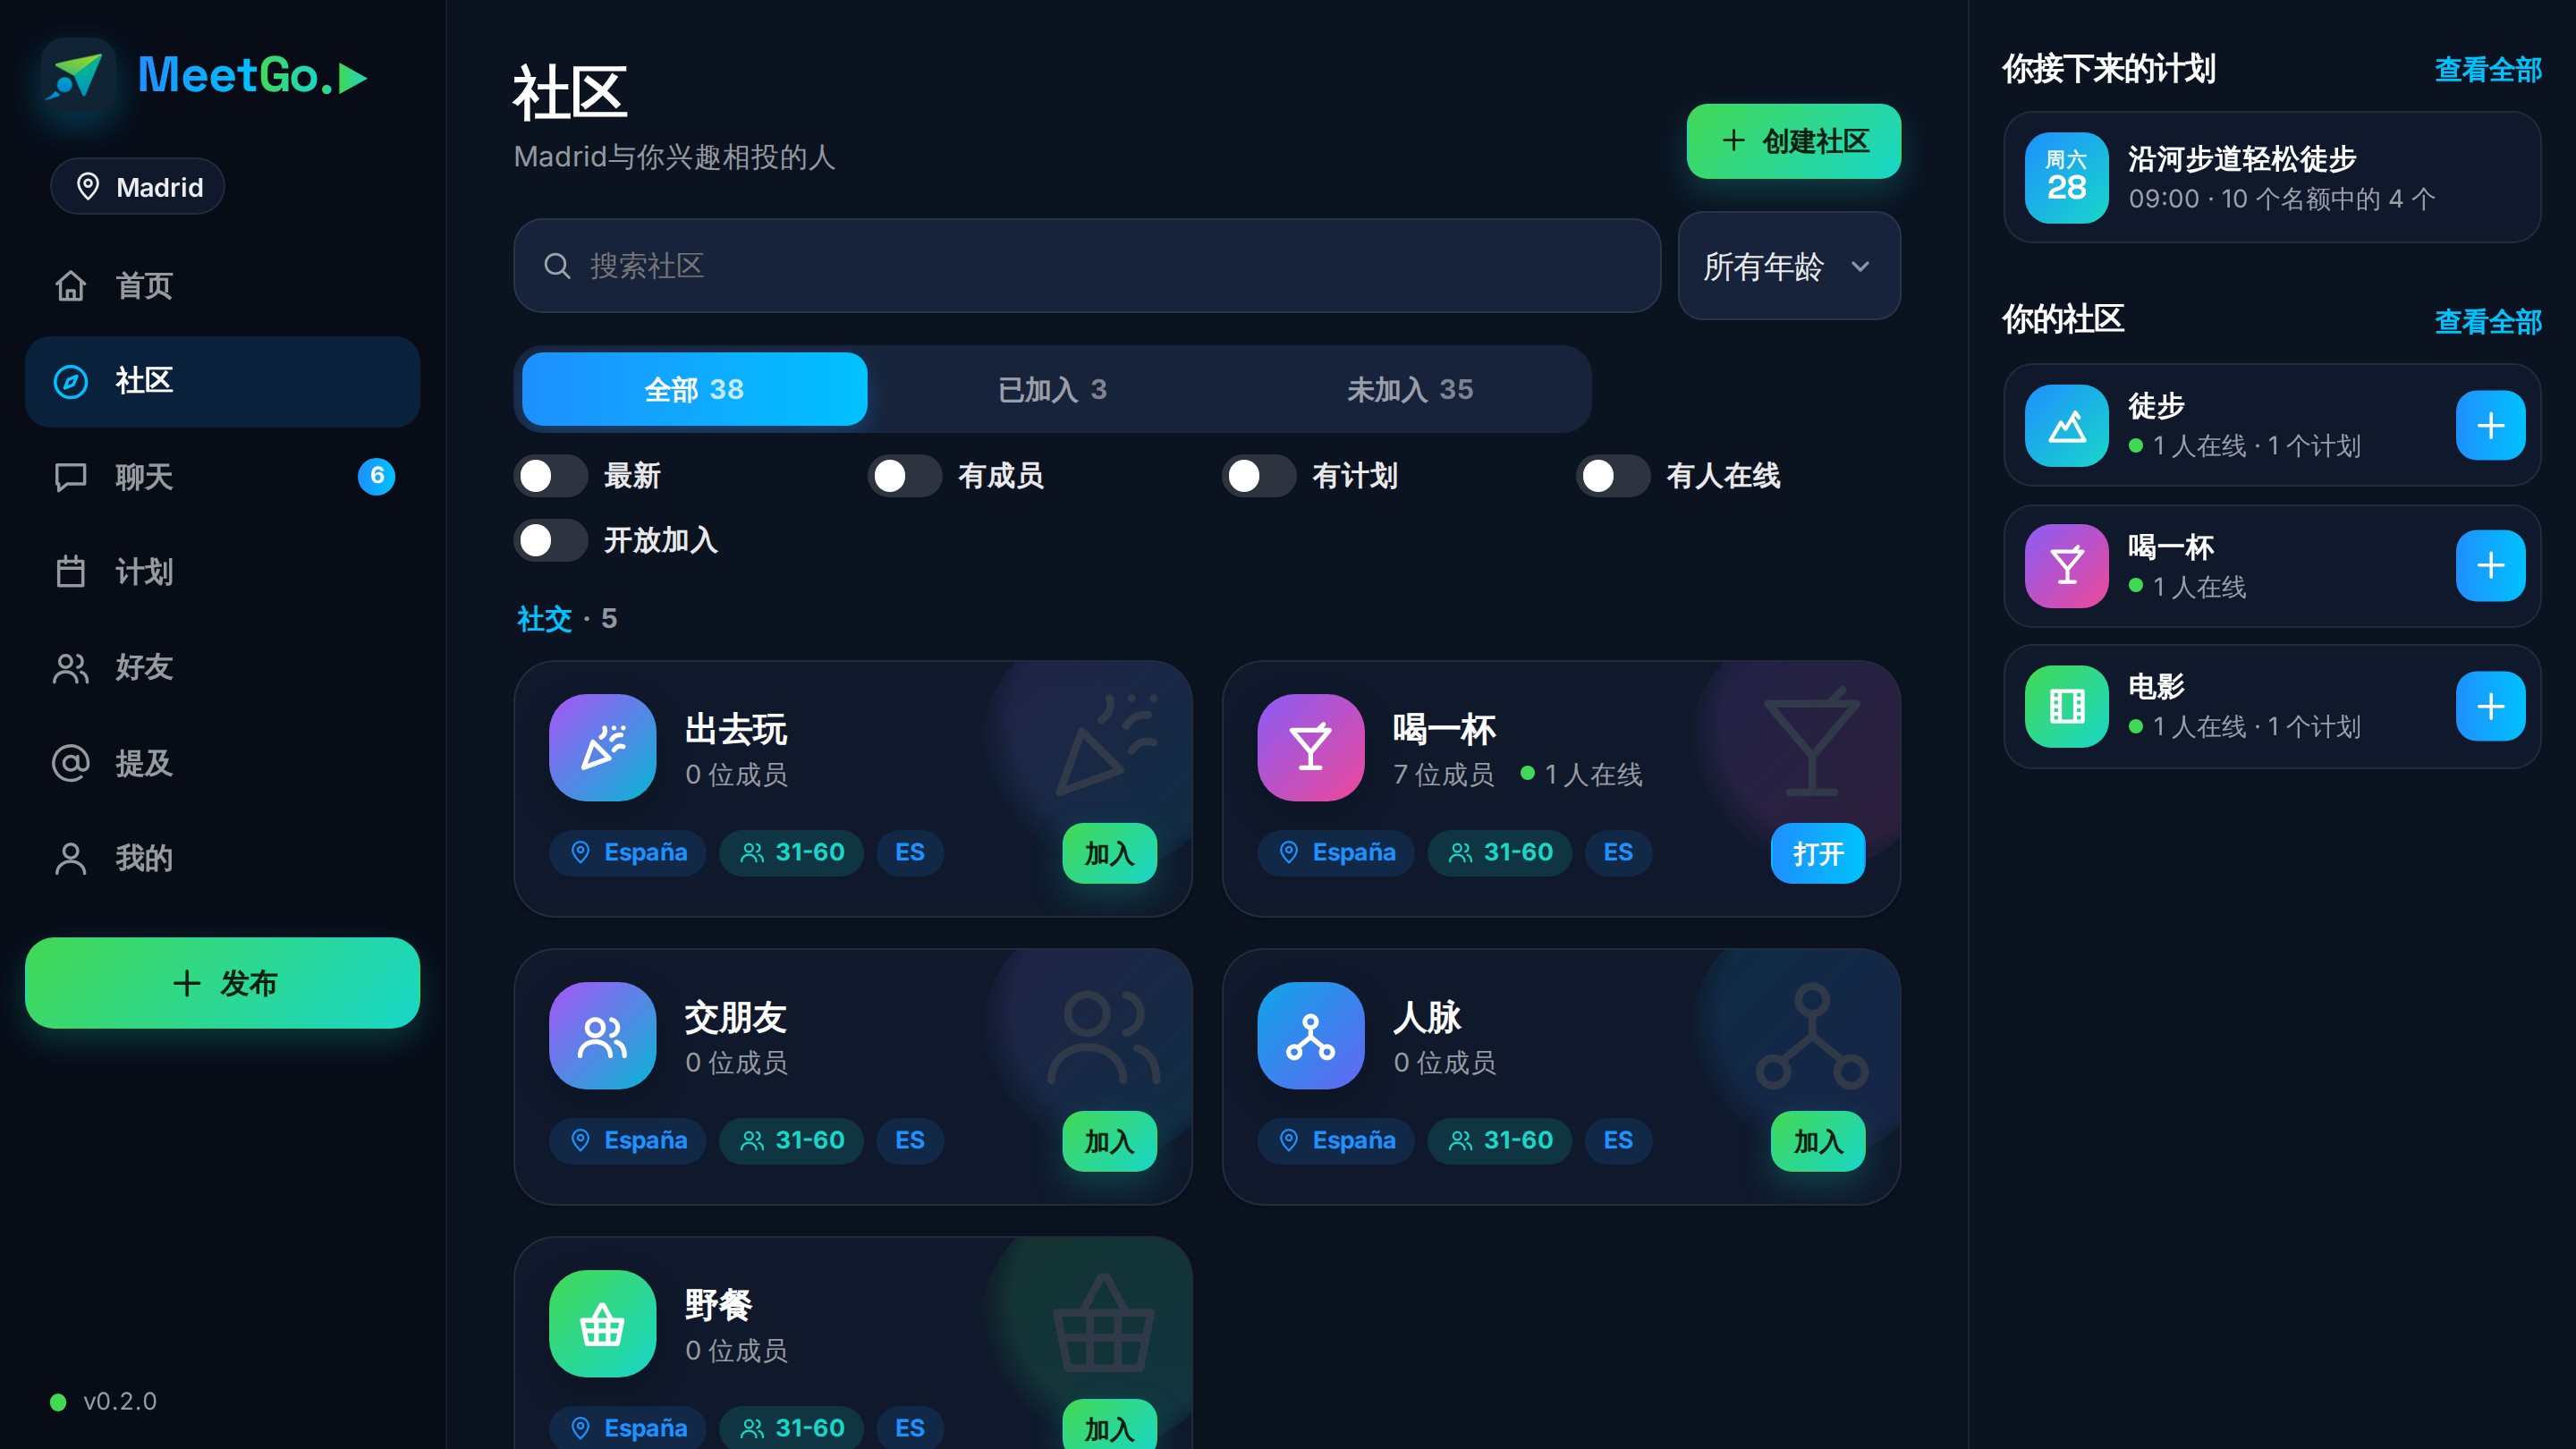 MeetGo.
Madrid
首页
社区
聊天 6
计划
好友
提及
我的
发布
v0.2.0
社区
Madrid与你兴趣相投的人
创建社区
搜索社区
所有年龄
全部 38
已加入 3
未加入 35
最新
有成员
有计划
有人在线
开放加入
社交 · 5
出去玩
0 位成员
España 31-60 ES
加入
喝一杯
7 位成员 1 人在线
España 31-60 ES
打开
交朋友
0 位成员
España 31-60 ES
加入
人脉
0 位成员
España 31-60 ES
加入
野餐
0 位成员
España 31-60 ES
加入
你接下来的计划
查看全部
周六
28
沿河步道轻松徒步
09:00 · 10 个名额中的 4 个
你的社区
查看全部
徒步
1 人在线 · 1 个计划
喝一杯
1 人在线
电影
1 人在线 · 1 个计划